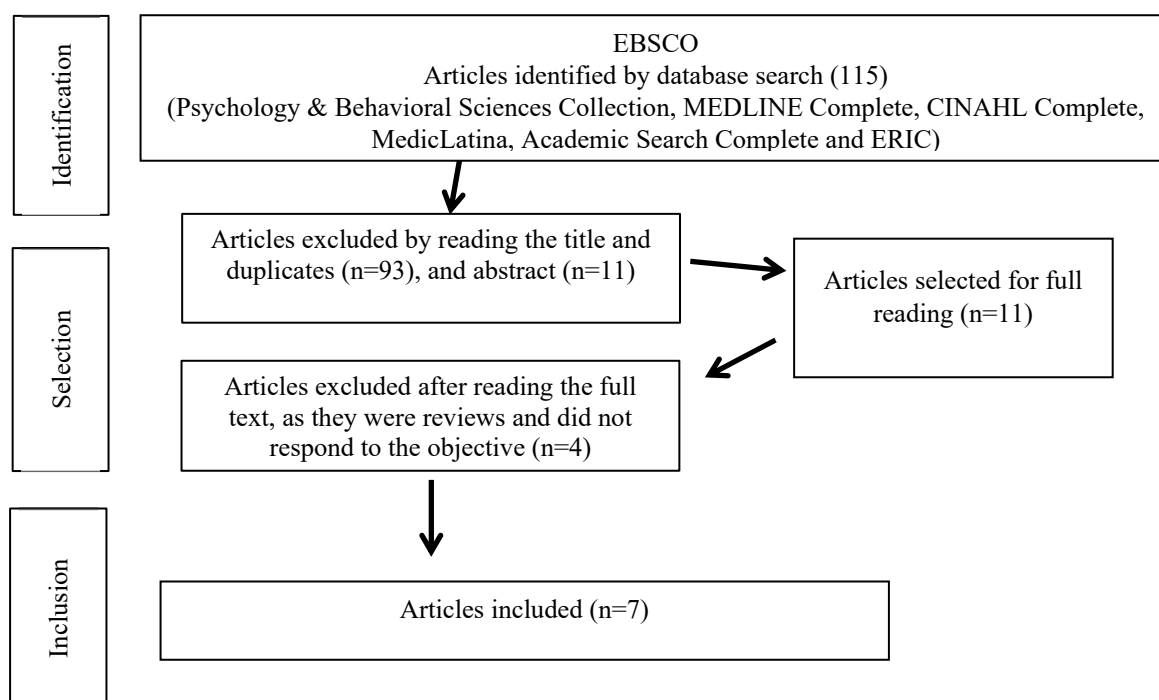 Identification
EBSCO
Articles identified by database search (115)
(Psychology & Behavioral Sciences Collection, MEDLINE Complete, CINAHL Complete,
MedicLatina, Academic Search Complete and ERIC)
Selection
Articles excluded by reading the title and
duplicates (n=93), and abstract (n=11)
Articles selected for full
reading (n=11)
Articles excluded after reading the full
text, as they were reviews and did not
respond to the objective (n=4)
Inclusion
Articles included (n=7)